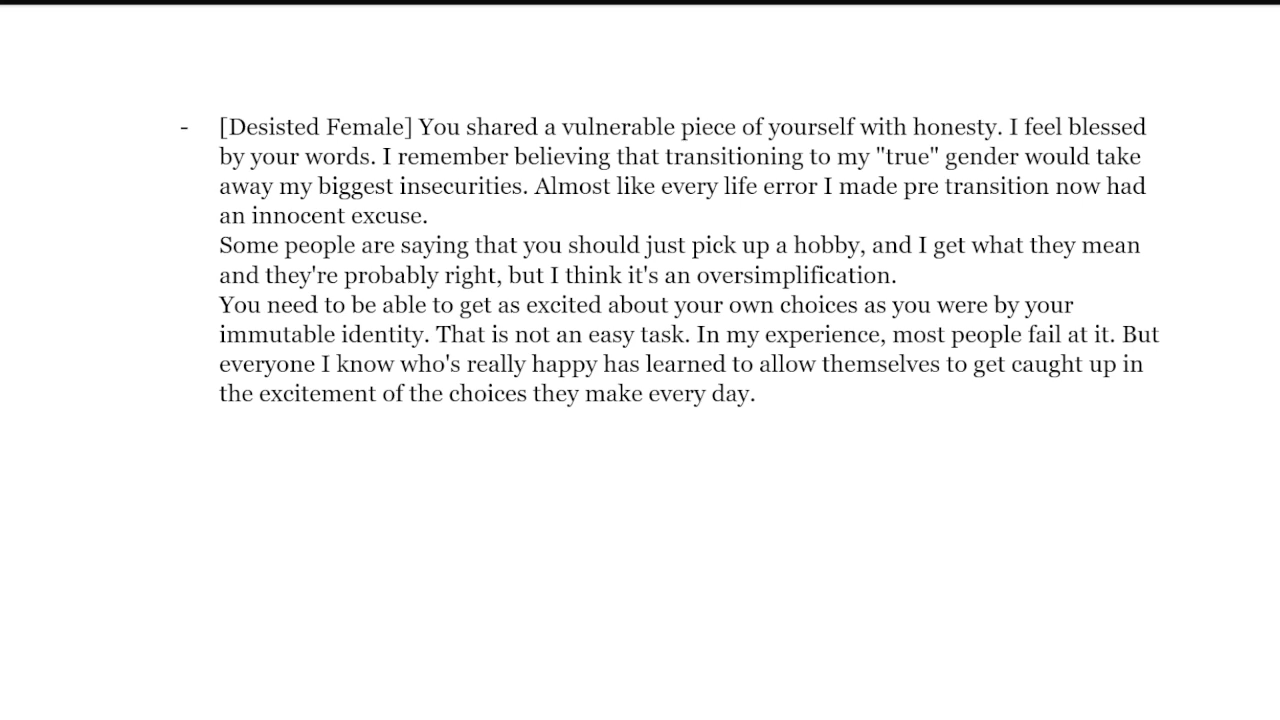 - [Desisted Female] You shared a vulnerable piece of yourself with honesty. I feel blessed
by your words. I remember believing that transitioning to my "true" gender would take
away my biggest insecurities. Almost like every life error I made pre transition now had
an innocent excuse.
Some people are saying that you should just pick up a hobby, and I get what they mean
and they're probably right, but I think it's an oversimplification.
You need to be able to get as excited about your own choices as you were by your
immutable identity. That is not an easy task. In my experience, most people fail at it. But
everyone I know who's really happy has learned to allow themselves to get caught up in
the excitement of the choices they make every day.